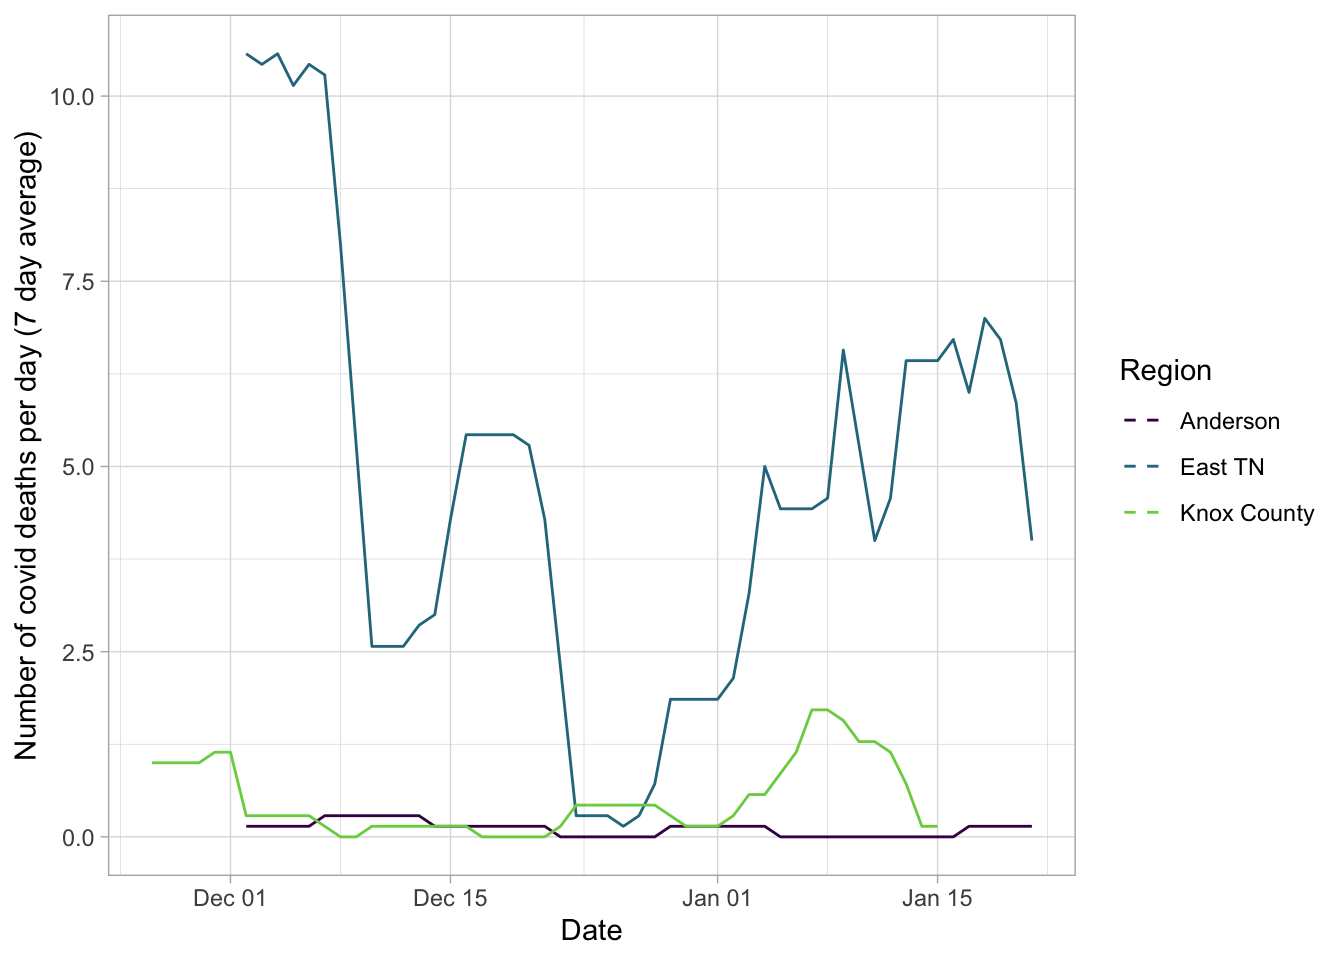 Number of covid deaths per day (7 day average)
10.0
7.5
5.0
2.5
0.0
Dec 01
Dec 15
Jan 01
Jan 15
Date
Region
Anderson
East TN
Knox County